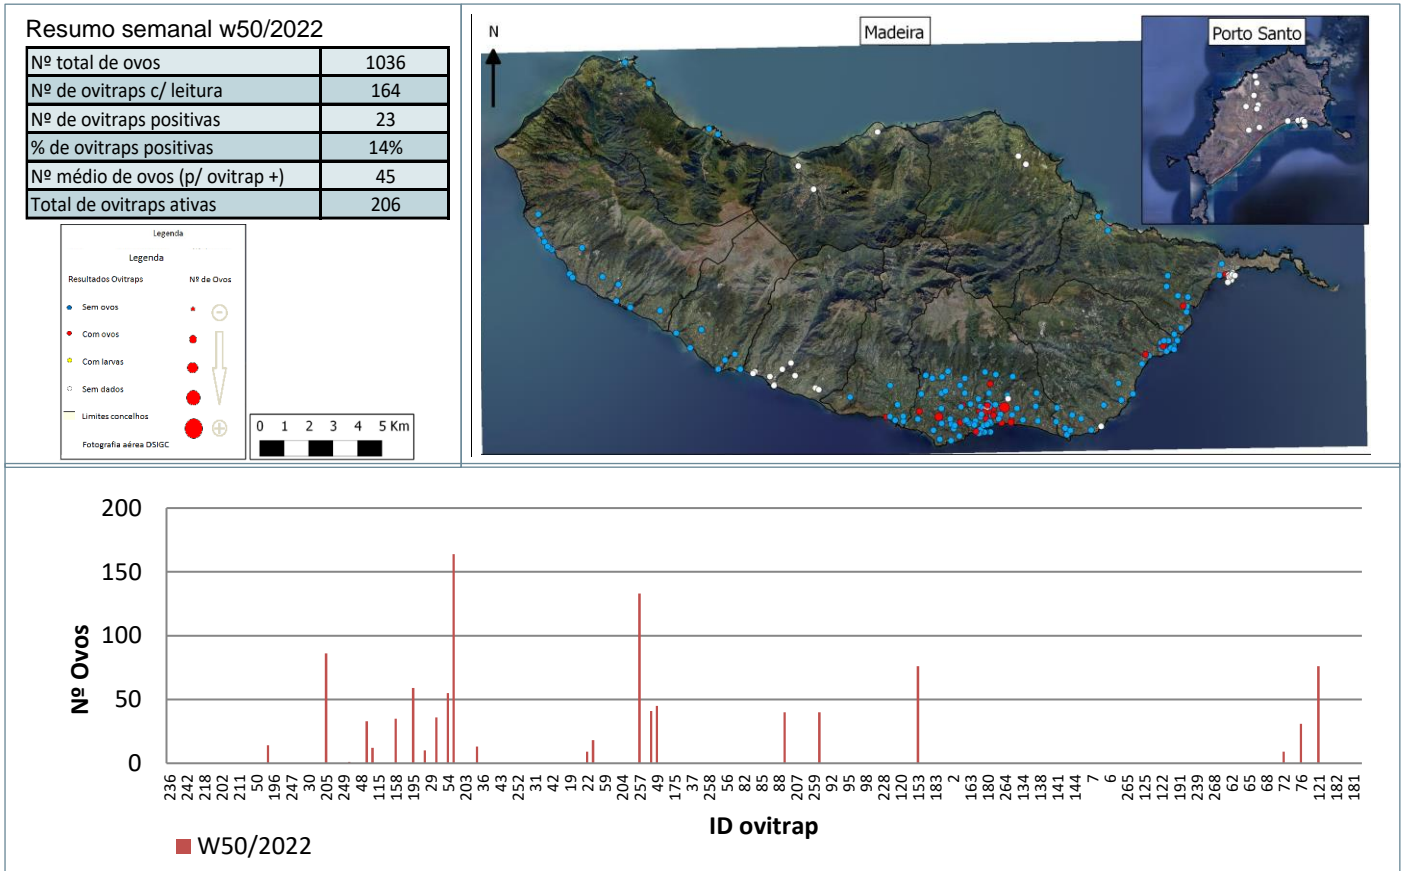 Resumo semanal w50/2022
Nº total de ovos 1036
Nº de ovitraps c/ leitura 164
Nº de ovitraps positivas 23
% de ovitraps positivas 14%
Nº médio de ovos (p/ ovitrap +) 45
Total de ovitraps ativas 206
Legenda
Legenda
Resultados Ovitraps Nº de Ovos
Sem ovos
Com ovos
Com larvas
Sem dados
Limites concelhos
Fotografia aérea DSIGC
0 1 2 3 4 5 Km
N
Madeira
Porto Santo
200
150
100
50
0
Nº Ovos
236 242 218 202 211 50 196 247 30 205 249 48 115 158 195 29 54 203 36 43 252 31 42 19 22 59 204 257 49 175 37 258 56 82 85 88 207 259 92 95 98 228 120 153 183 2 163 180 264 134 138 141 144 7 6 265 125 122 191 239 268 62 65 68 72 76 121 182 181
ID ovitrap
W50/2022